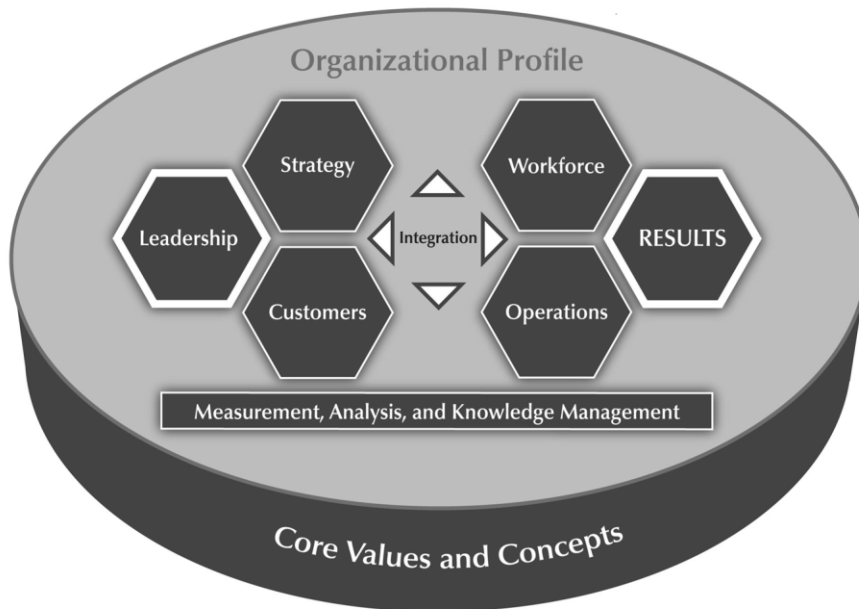 Organizational Profile
Strategy
Workforce
Leadership
Integration
RESULTS
Customers
Operations
Measurement, Analysis, and Knowledge Management
Core Values and Concepts